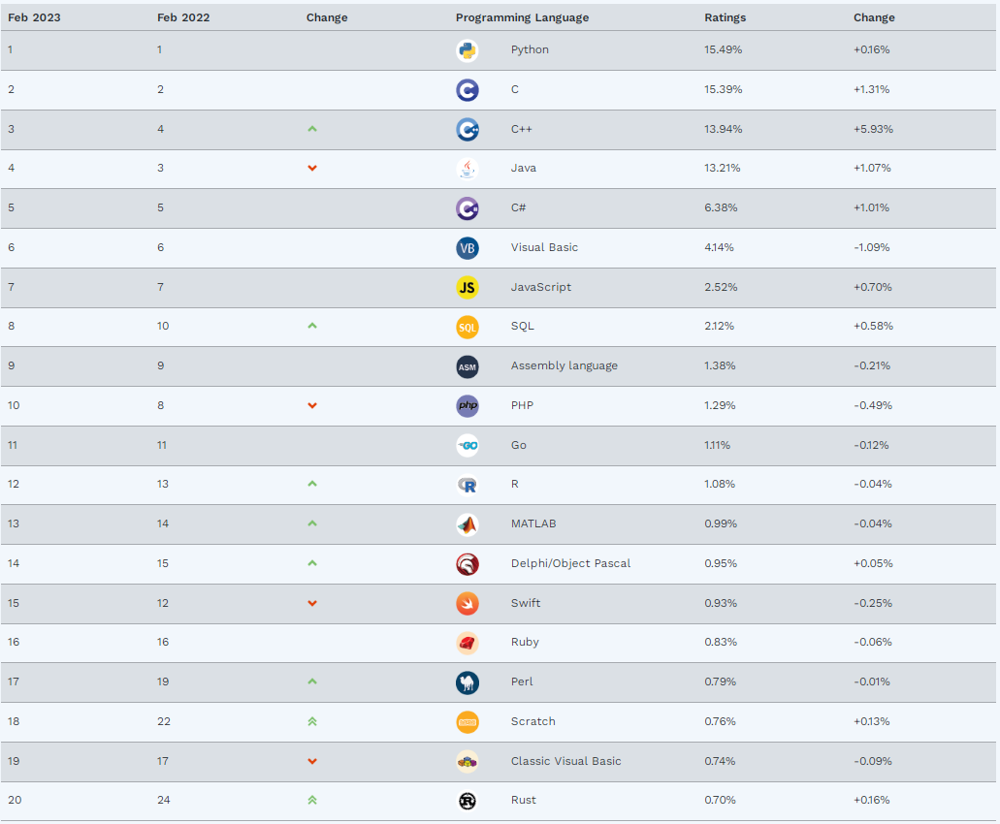 Feb 2023 Feb 2022 Change Programming Language Ratings Change
1 1 Python 15.49% +0.16%
2 2 C 15.39% +1.31%
3 4 C++ 13.94% +5.93%
4 3 Java 13.21% +1.07%
5 5 C# 6.38% +1.01%
6 6 VB Visual Basic 4.14% -1.09%
7 7 JS JavaScript 2.52% +0.70%
8 10 SQL SQL 2.12% +0.58%
9 9 ASM Assembly language 1.38% -0.21%
10 8 php PHP 1.29% -0.49%
11 11 GO Go 1.11% -0.12%
12 13 R R 1.08% -0.04%
13 14 MATLAB 0.99% -0.04%
14 15 Delphi/Object Pascal 0.95% +0.05%
15 12 Swift 0.93% -0.25%
16 16 Ruby 0.83% -0.06%
17 19 Perl 0.79% -0.01%
18 22 Scratch 0.76% +0.13%
19 17 Classic Visual Basic 0.74% -0.09%
20 24 R Rust 0.70% +0.16%